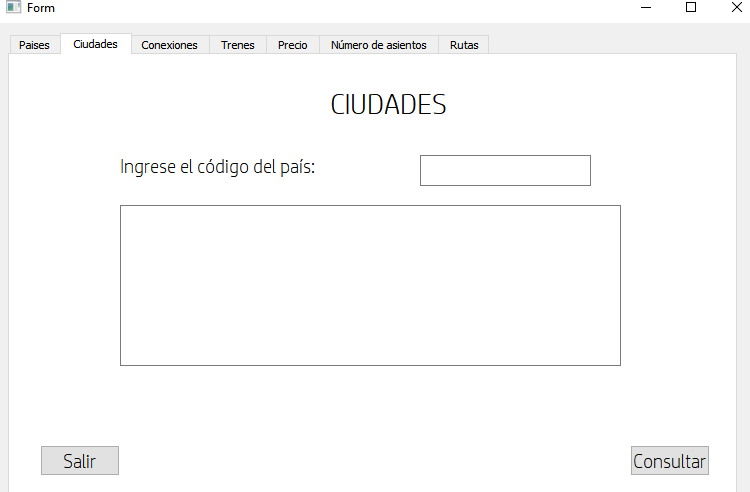 Form
Paises Ciudades Conexiones Trenes Precio Número de asientos Rutas
CIUDADES
Ingrese el código del país:
Salir Consultar